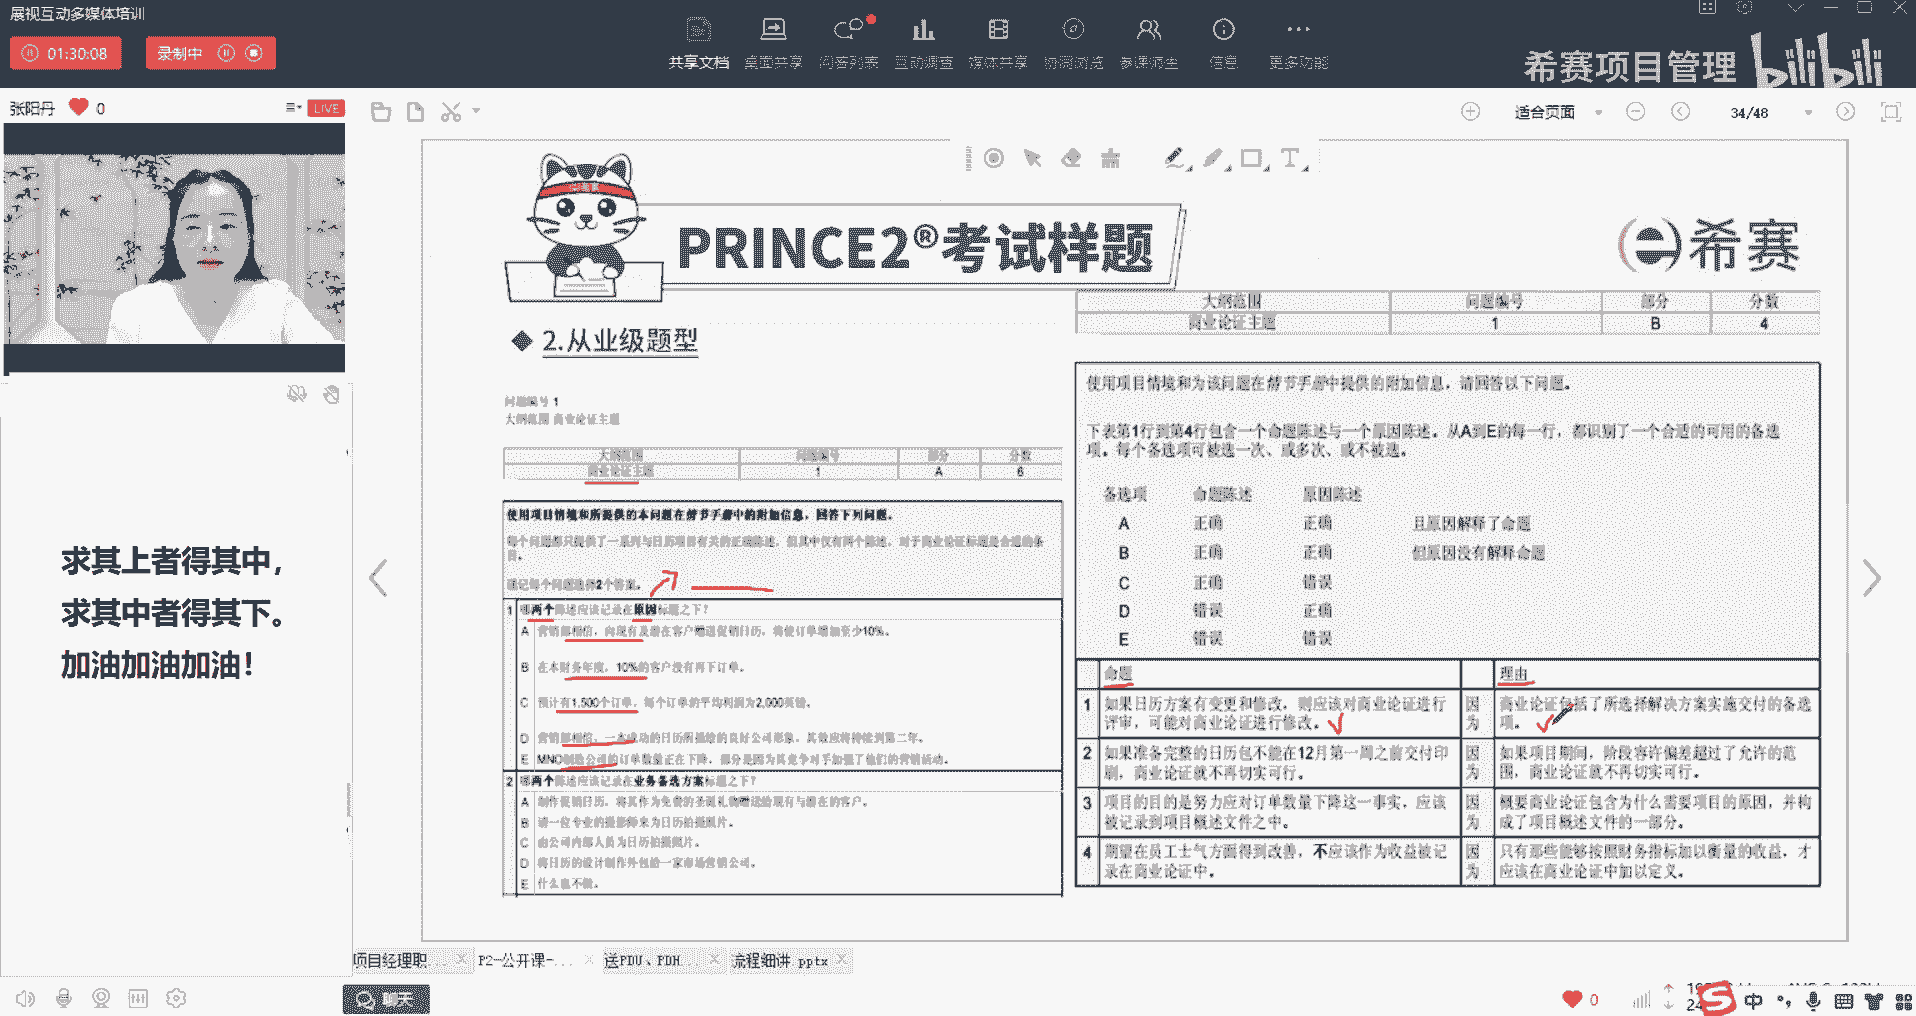 展视互动多媒体培训
01:30:08
录制中
共享文档
桌面共享
问答列表
互动调查
媒体共享
协同浏览
参课师生
信息
更多功能
希赛项目管理
bilibili
张阳丹
0
LIVE
适合页面
34/48
PRINCE2®考试样题
希赛
◆ 2.从业级题型
问题编号 1
大纲范围 商业论证主题
大纲范围 问题编号 部分 分数
商业论证主题 1 A 6
使用项目情境和所提供的本问题在情节手册中的附加信息，回答下列问题。
每个问题都只提供了一系列与日历项目有关的正确陈述，但其中仅有两个陈述，对于商业论证标题是合适的条
目。
请记每个问题选择2个答案。
1 哪两个陈述应该记录在原因标题之下？
A 营销部相信，向现有及潜在客户赠送促销日历，将使订单增加至少10%。
B 在本财务年度，10%的客户没有再下订单。
C 预计有1,500个订单，每个订单的平均利润为2,000英镑。
D 营销部相信，一次成功的日历所描绘的良好公司形象，其效应将持续到第二年。
E MNO制造公司的订单数量正在下降，部分是因为其竞争对手加强了他们的营销活动。
2 哪两个陈述应该记录在业务备选方案标题之下？
A 制作促销日历，将其作为免费的圣诞礼物赠送给现有与潜在的客户。
B 请一位专业的摄影师来为日历拍摄照片。
C 由公司内部人员为日历拍摄照片。
D 将日历的设计制作外包给一家市场营销公司。
E 什么也不做。
大纲范围 问题编号 部分 分数
商业论证主题 1 B 4
使用项目情境和为该问题在情节手册中提供的附加信息，请回答以下问题。
下表第1行到第4行包含一个命题陈述与一个原因陈述。从A到E的每一行，都识别了一个合适的可用的备选
项。每个备选项可被选一次、或多次、或不被选。
备选项 命题陈述 原因陈述
A 正确 正确 且原因解释了命题
B 正确 正确 但原因没有解释命题
C 正确 错误
D 错误 正确
E 错误 错误
命题 理由
1 如果日历方案有变更和修改，则应该对商业论证进行
评审，可能对商业论证进行修改。
因为
商业论证包括了所选择解决方案实施交付的备选
项。
2 如果准备完整的日历包不能在12月第一周之前交付印
刷，商业论证就不再切实可行。
因为
如果项目期间，阶段容许偏差超过了允许的范
围，商业论证就不再切实可行。
3 项目的目的是努力应对订单数量下降这一事实，应该
被记录到项目概述文件之中。
因为
概要商业论证包含为什么需要项目的原因，并构
成了项目概述文件的一部分。
4 期望在员工士气方面得到改善，不应该作为收益被记
录在商业论证中。
因为
只有那些能够按照财务指标加以衡量的收益，才
应该在商业论证中加以定义。
求其上者得其中，
求其中者得其下。
加油加油加油！
项目经理职...
P2-公开课-...
送PDU、PDH
流程细讲.pptx
聊天
0
中